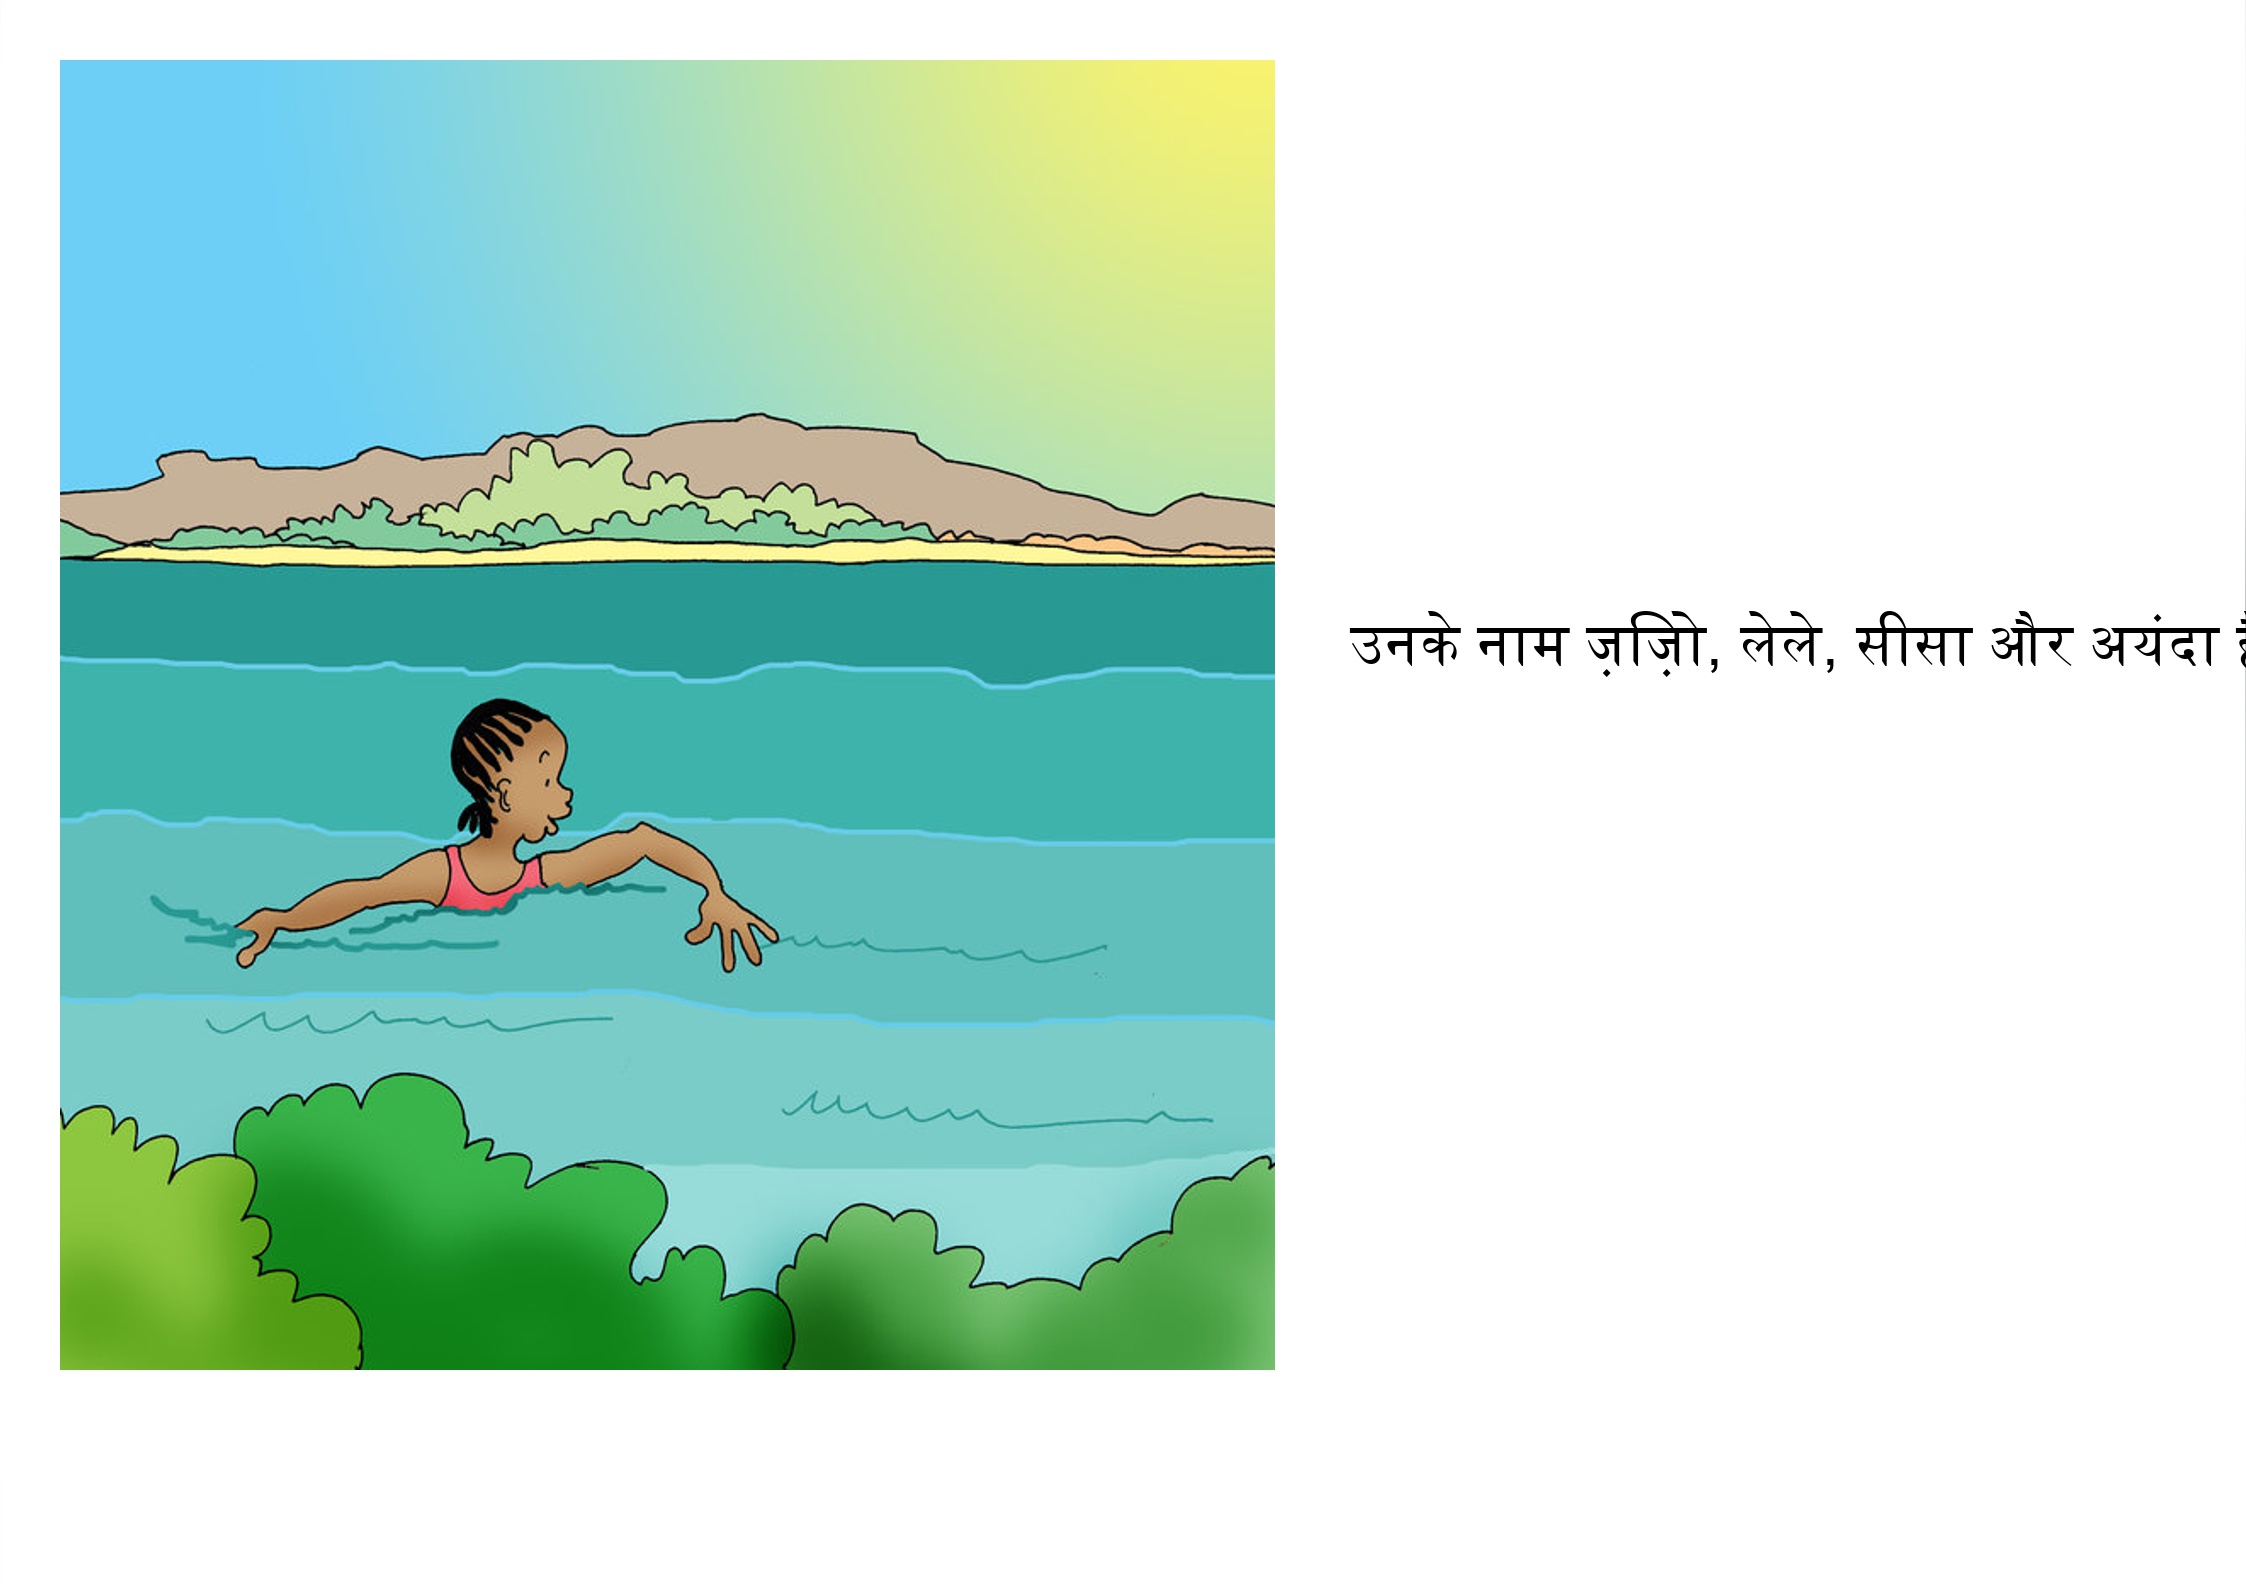 उनके नाम ज़ज़िो, लेले, सीसा और अयंदा